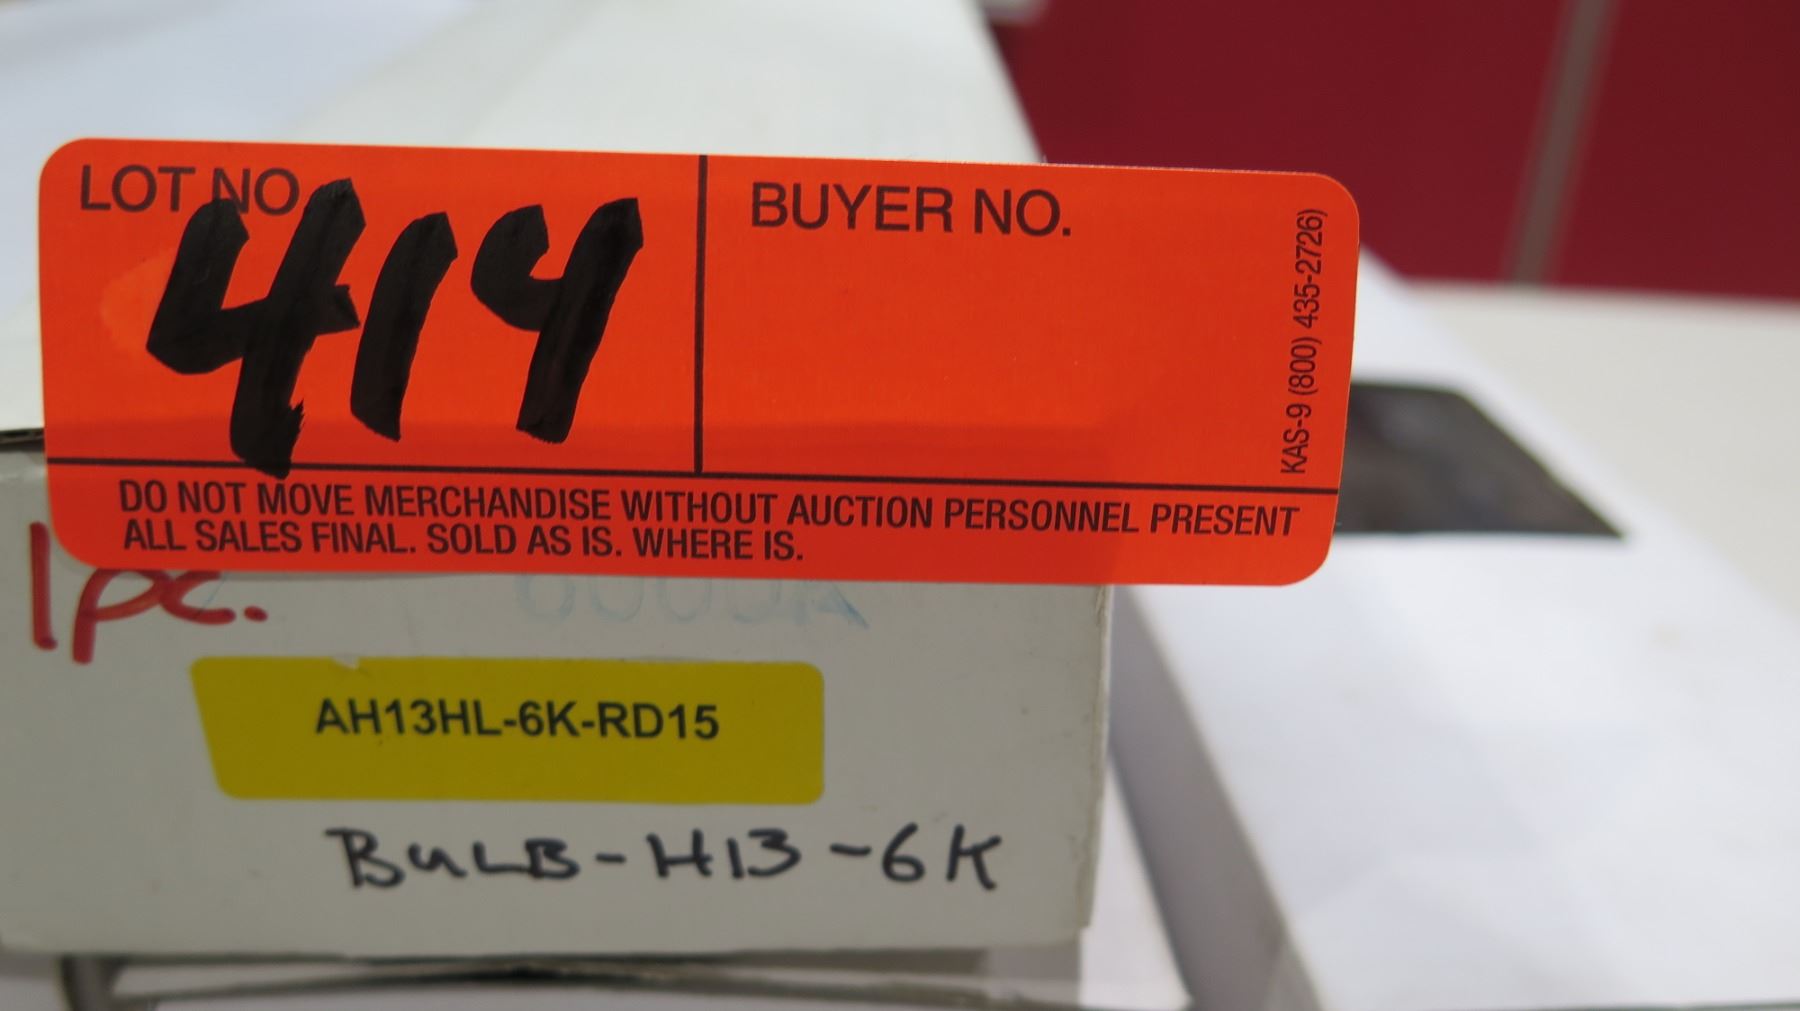 LOT NO.
414
BUYER NO.
KAS-9 (800) 435-2726)
DO NOT MOVE MERCHANDISE WITHOUT AUCTION PERSONNEL PRESENT
ALL SALES FINAL. SOLD AS IS. WHERE IS.
1pc.
AH13HL-6K-RD15
BULB-H13-6K